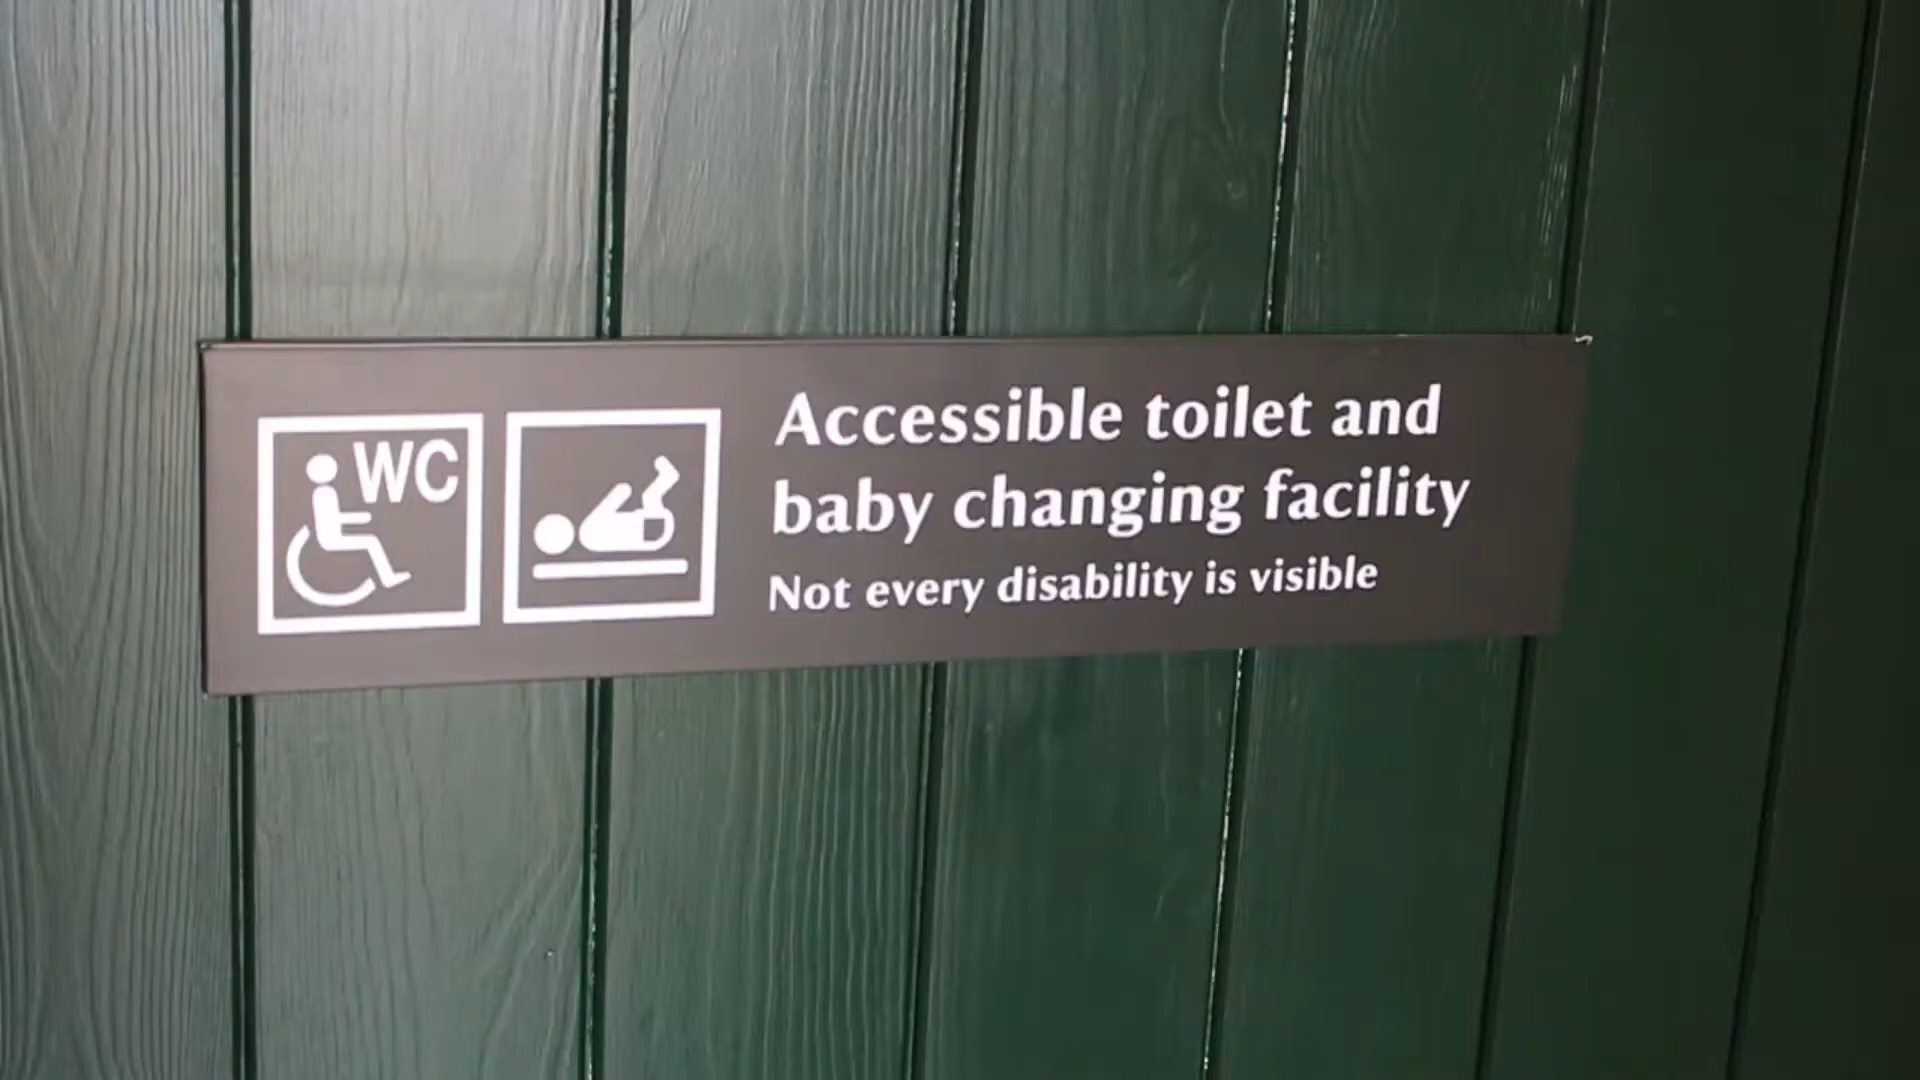 WC
Accessible toilet and
baby changing facility
Not every disability is visible